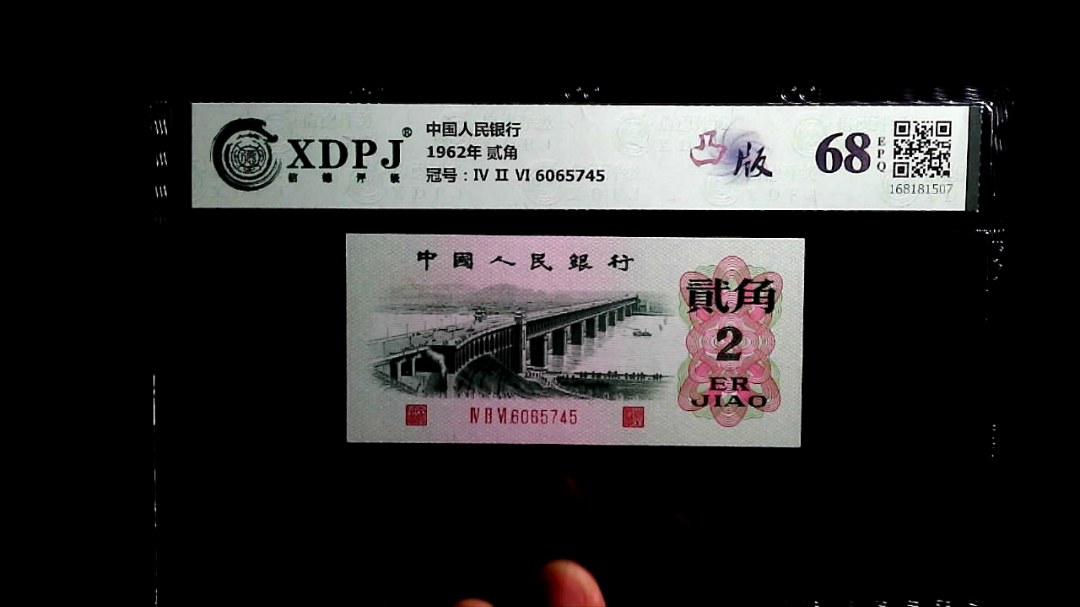 XDPJ®
信德评级
中国人民银行
1962年 贰角
冠号：Ⅳ Ⅱ Ⅵ 6065745
凸版
68
EPQ
168181507
中國人民銀行
貳角
2
ER
JIAO
Ⅳ Ⅱ Ⅵ 6065745